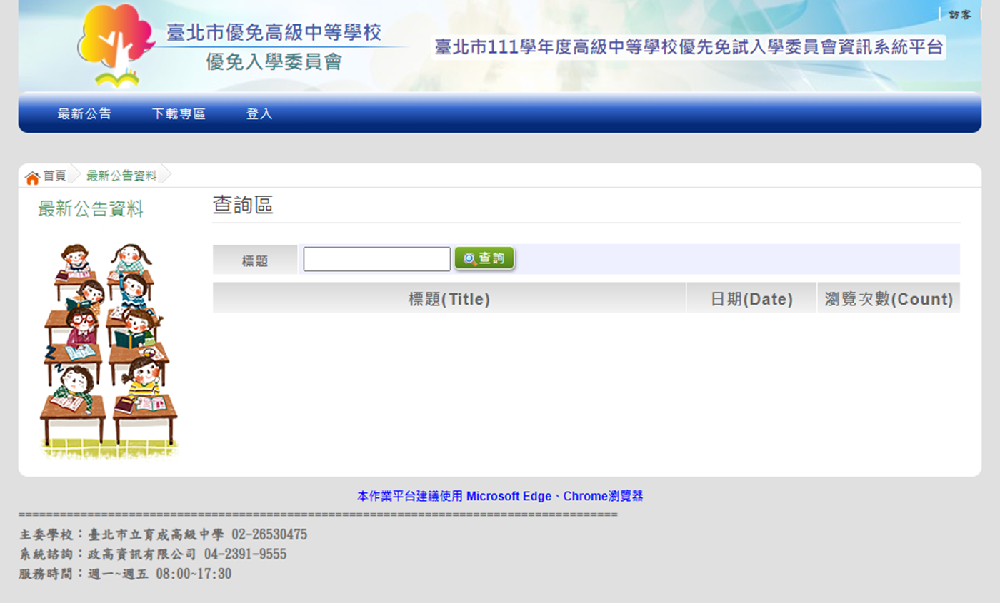 訪客
臺北市優免高級中等學校
優免入學委員會
臺北市111學年度高級中等學校優先免試入學委員會資訊系統平台
最新公告 下載專區 登入
首頁 最新公告資料
最新公告資料
查詢區
標題 查詢
標題(Title) 日期(Date) 瀏覽次數(Count)
Z
z
本作業平台建議使用 Microsoft Edge、Chrome瀏覽器
======================================================================================
主委學校：臺北市立育成高級中學 02-26530475
系統諮詢：政高資訊有限公司 04-2391-9555
服務時間：週一~週五 08:00~17:30